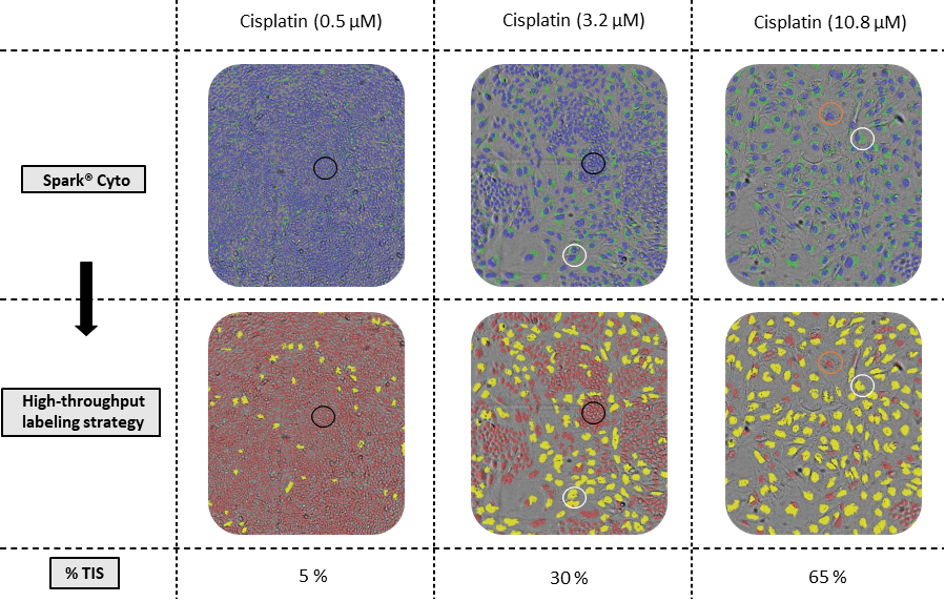 Cisplatin (0.5 µM)
Cisplatin (3.2 µM)
Cisplatin (10.8 µM)
Spark® Cyto
High-throughput
labeling strategy
% TIS
5 %
30 %
65 %